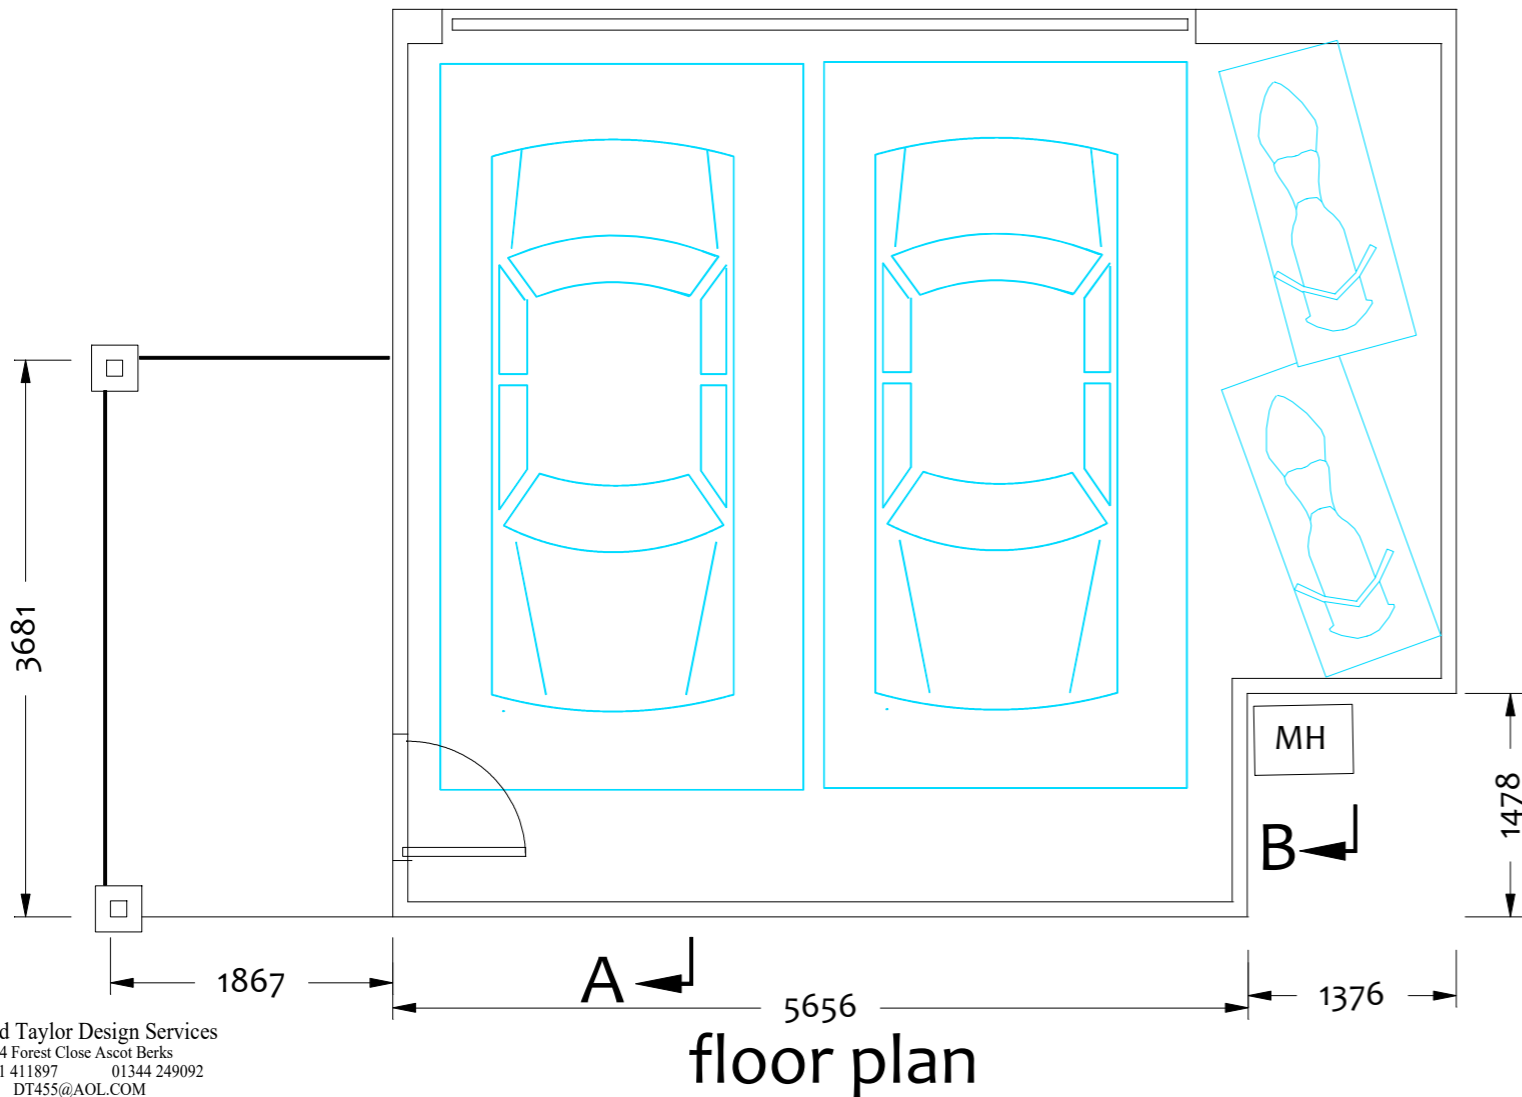 3681
MH
1478
B
A
1867
5656
1376
floor plan
d Taylor Design Services
4 Forest Close Ascot Berks
1 411897 01344 249092
DT455@AOL.COM